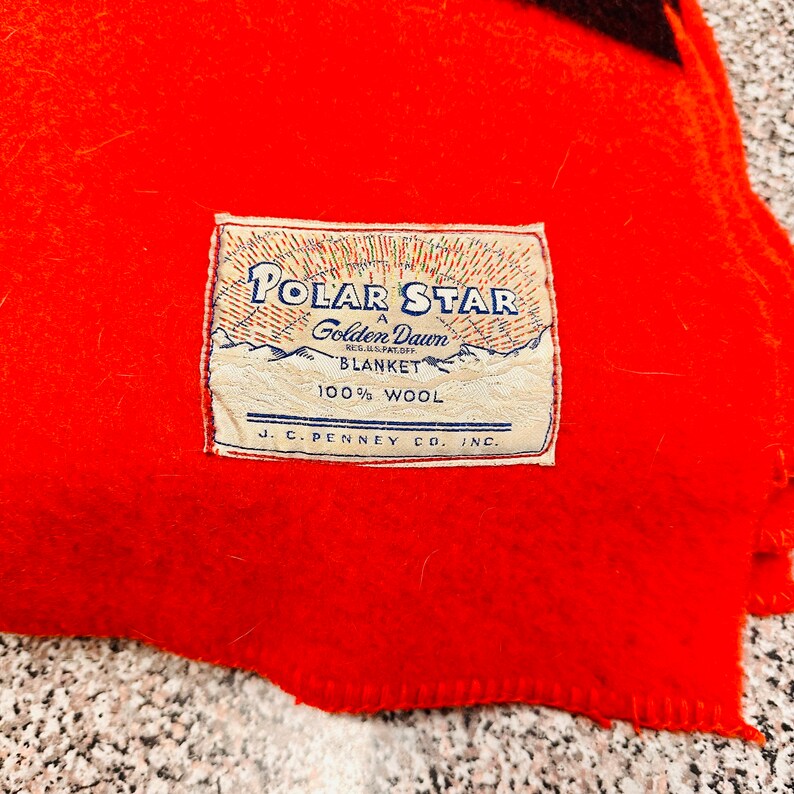 POLAR STAR
A
Golden Dawn
REG. U.S. PAT. OFF.
BLANKET
100% WOOL
J. C. PENNEY CO. INC.